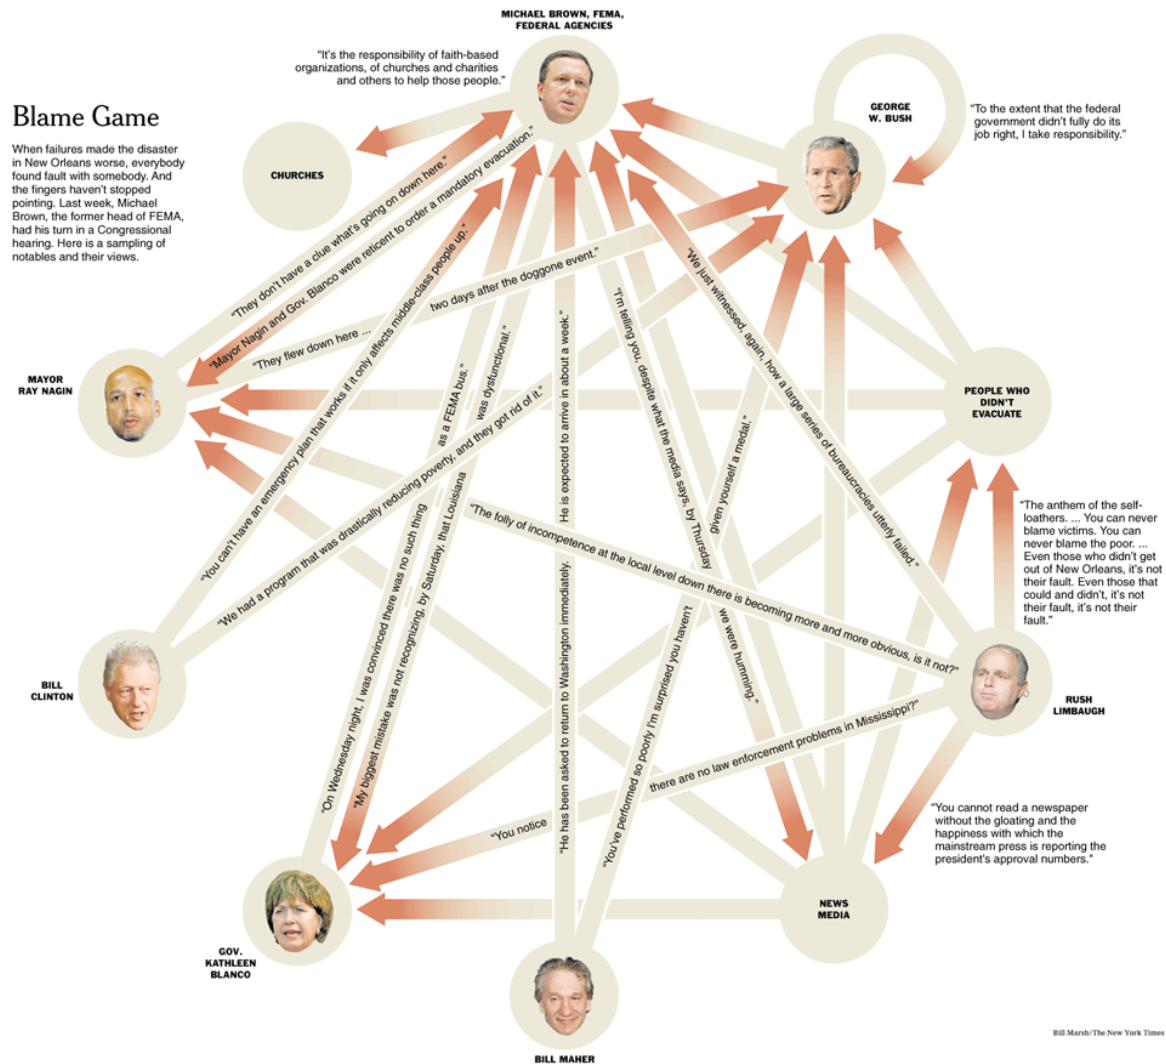 MICHAEL BROWN, FEMA,
FEDERAL AGENCIES
“It’s the responsibility of faith-based
organizations, of churches and charities
and others to help those people.”
GEORGE
W. BUSH
“To the extent that the federal
government didn’t fully do its
job right, I take responsibility.”
Blame Game
When failures made the disaster
in New Orleans worse, everybody
found fault with somebody. And
the fingers haven’t stopped
pointing. Last week, Michael
Brown, the former head of FEMA,
had his turn in a Congressional
hearing. Here is a sampling of
notables and their views.
CHURCHES
“They don’t have a clue what’s going on down here.”
“Mayor Nagin and Gov. Blanco were reticent to order a mandatory evacuation.”
“They flew down here ... two days after the doggone event.”
MAYOR
RAY NAGIN
PEOPLE WHO
DIDN’T
EVACUATE
“You can’t have an emergency plan that works if it only affects middle-class people up.”
“We had a program that was drastically reducing poverty, and they got rid of it.”
“On Wednesday night, I was convinced there was no such thing as a FEMA bus.”
“My biggest mistake was not recognizing, by Saturday, that Louisiana was dysfunctional.”
“He has been asked to return to Washington immediately. He is expected to arrive in about a week.”
“I’m telling you, despite what the media says, by Thursday we were humming.”
“You’ve performed so poorly I’m surprised you haven’t given yourself a medal.”
“We just witnessed, again, how a large series of bureaucracies utterly failed.”
“The folly of incompetence at the local level down there is becoming more and more obvious, is it not?”
“You notice there are no law enforcement problems in Mississippi?”
“The anthem of the self-
loathers. ... You can never
blame victims. You can
never blame the poor. ...
Even those who didn’t get
out of New Orleans, it’s not
their fault. Even those that
could and didn’t, it’s not
their fault, it’s not their
fault.”
BILL
CLINTON
RUSH
LIMBAUGH
“You cannot read a newspaper
without the gloating and the
happiness with which the
mainstream press is reporting the
president's approval numbers.”
NEWS
MEDIA
GOV.
KATHLEEN
BLANCO
BILL MAHER
Bill Marsh/The New York Times